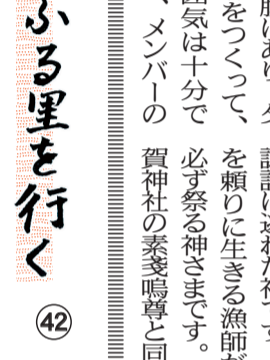 をつくって、
囲気は十分で
、メンバーの
を頼りに生きる漁師が
必ず祭る神さまです。
賀神社の素戔嗚尊と同
ふる里を行く
㊷